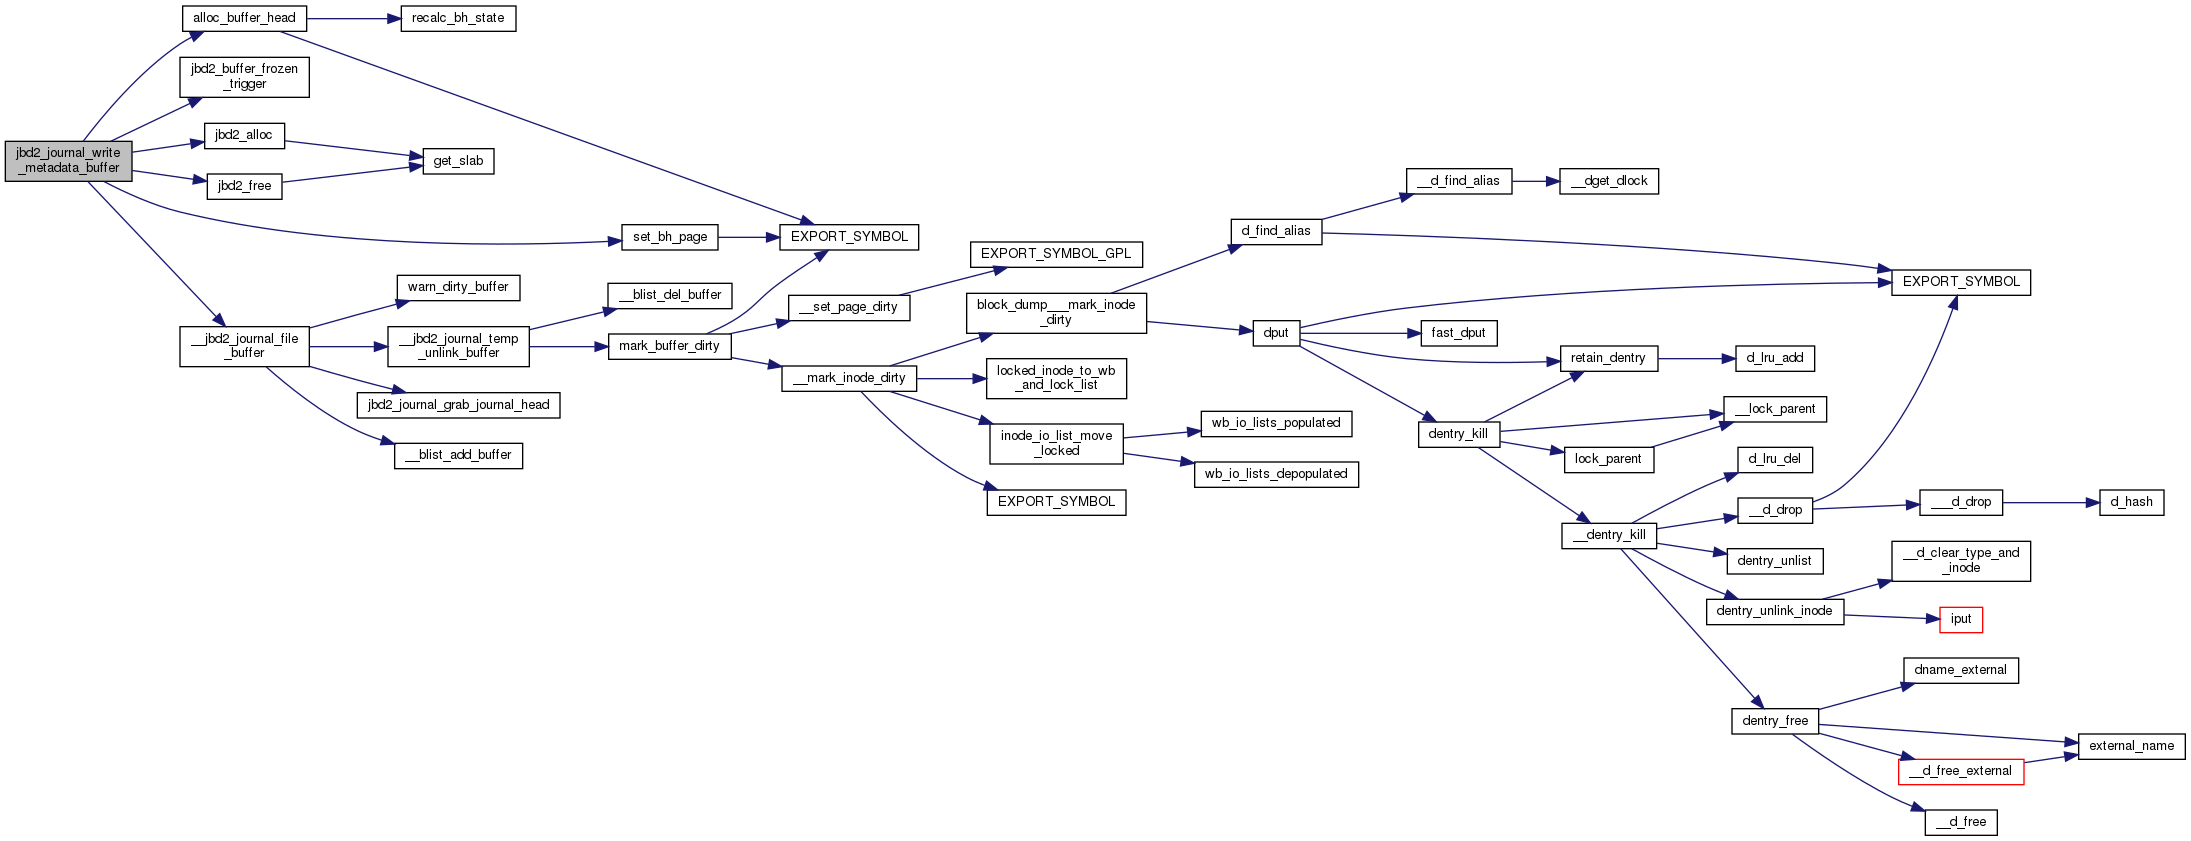 alloc_buffer_head
recalc_bh_state
jbd2_buffer_frozen
_trigger
jbd2_alloc
jbd2_journal_write
_metadata_buffer
get_slab
jbd2_free
set_bh_page
EXPORT_SYMBOL
warn_dirty_buffer
__jbd2_journal_file
_buffer
__jbd2_journal_temp
_unlink_buffer
__blist_del_buffer
mark_buffer_dirty
jbd2_journal_grab_journal_head
__blist_add_buffer
EXPORT_SYMBOL_GPL
__set_page_dirty
block_dump___mark_inode
_dirty
__mark_inode_dirty
locked_inode_to_wb
_and_lock_list
inode_io_list_move
_locked
EXPORT_SYMBOL
wb_io_lists_populated
wb_io_lists_depopulated
d_find_alias
__d_find_alias
__dget_dlock
EXPORT_SYMBOL
dput
fast_dput
retain_dentry
d_lru_add
__lock_parent
dentry_kill
lock_parent
d_lru_del
__d_drop
___d_drop
d_hash
__dentry_kill
dentry_unlist
__d_clear_type_and
_inode
dentry_unlink_inode
iput
dname_external
dentry_free
external_name
__d_free_external
__d_free